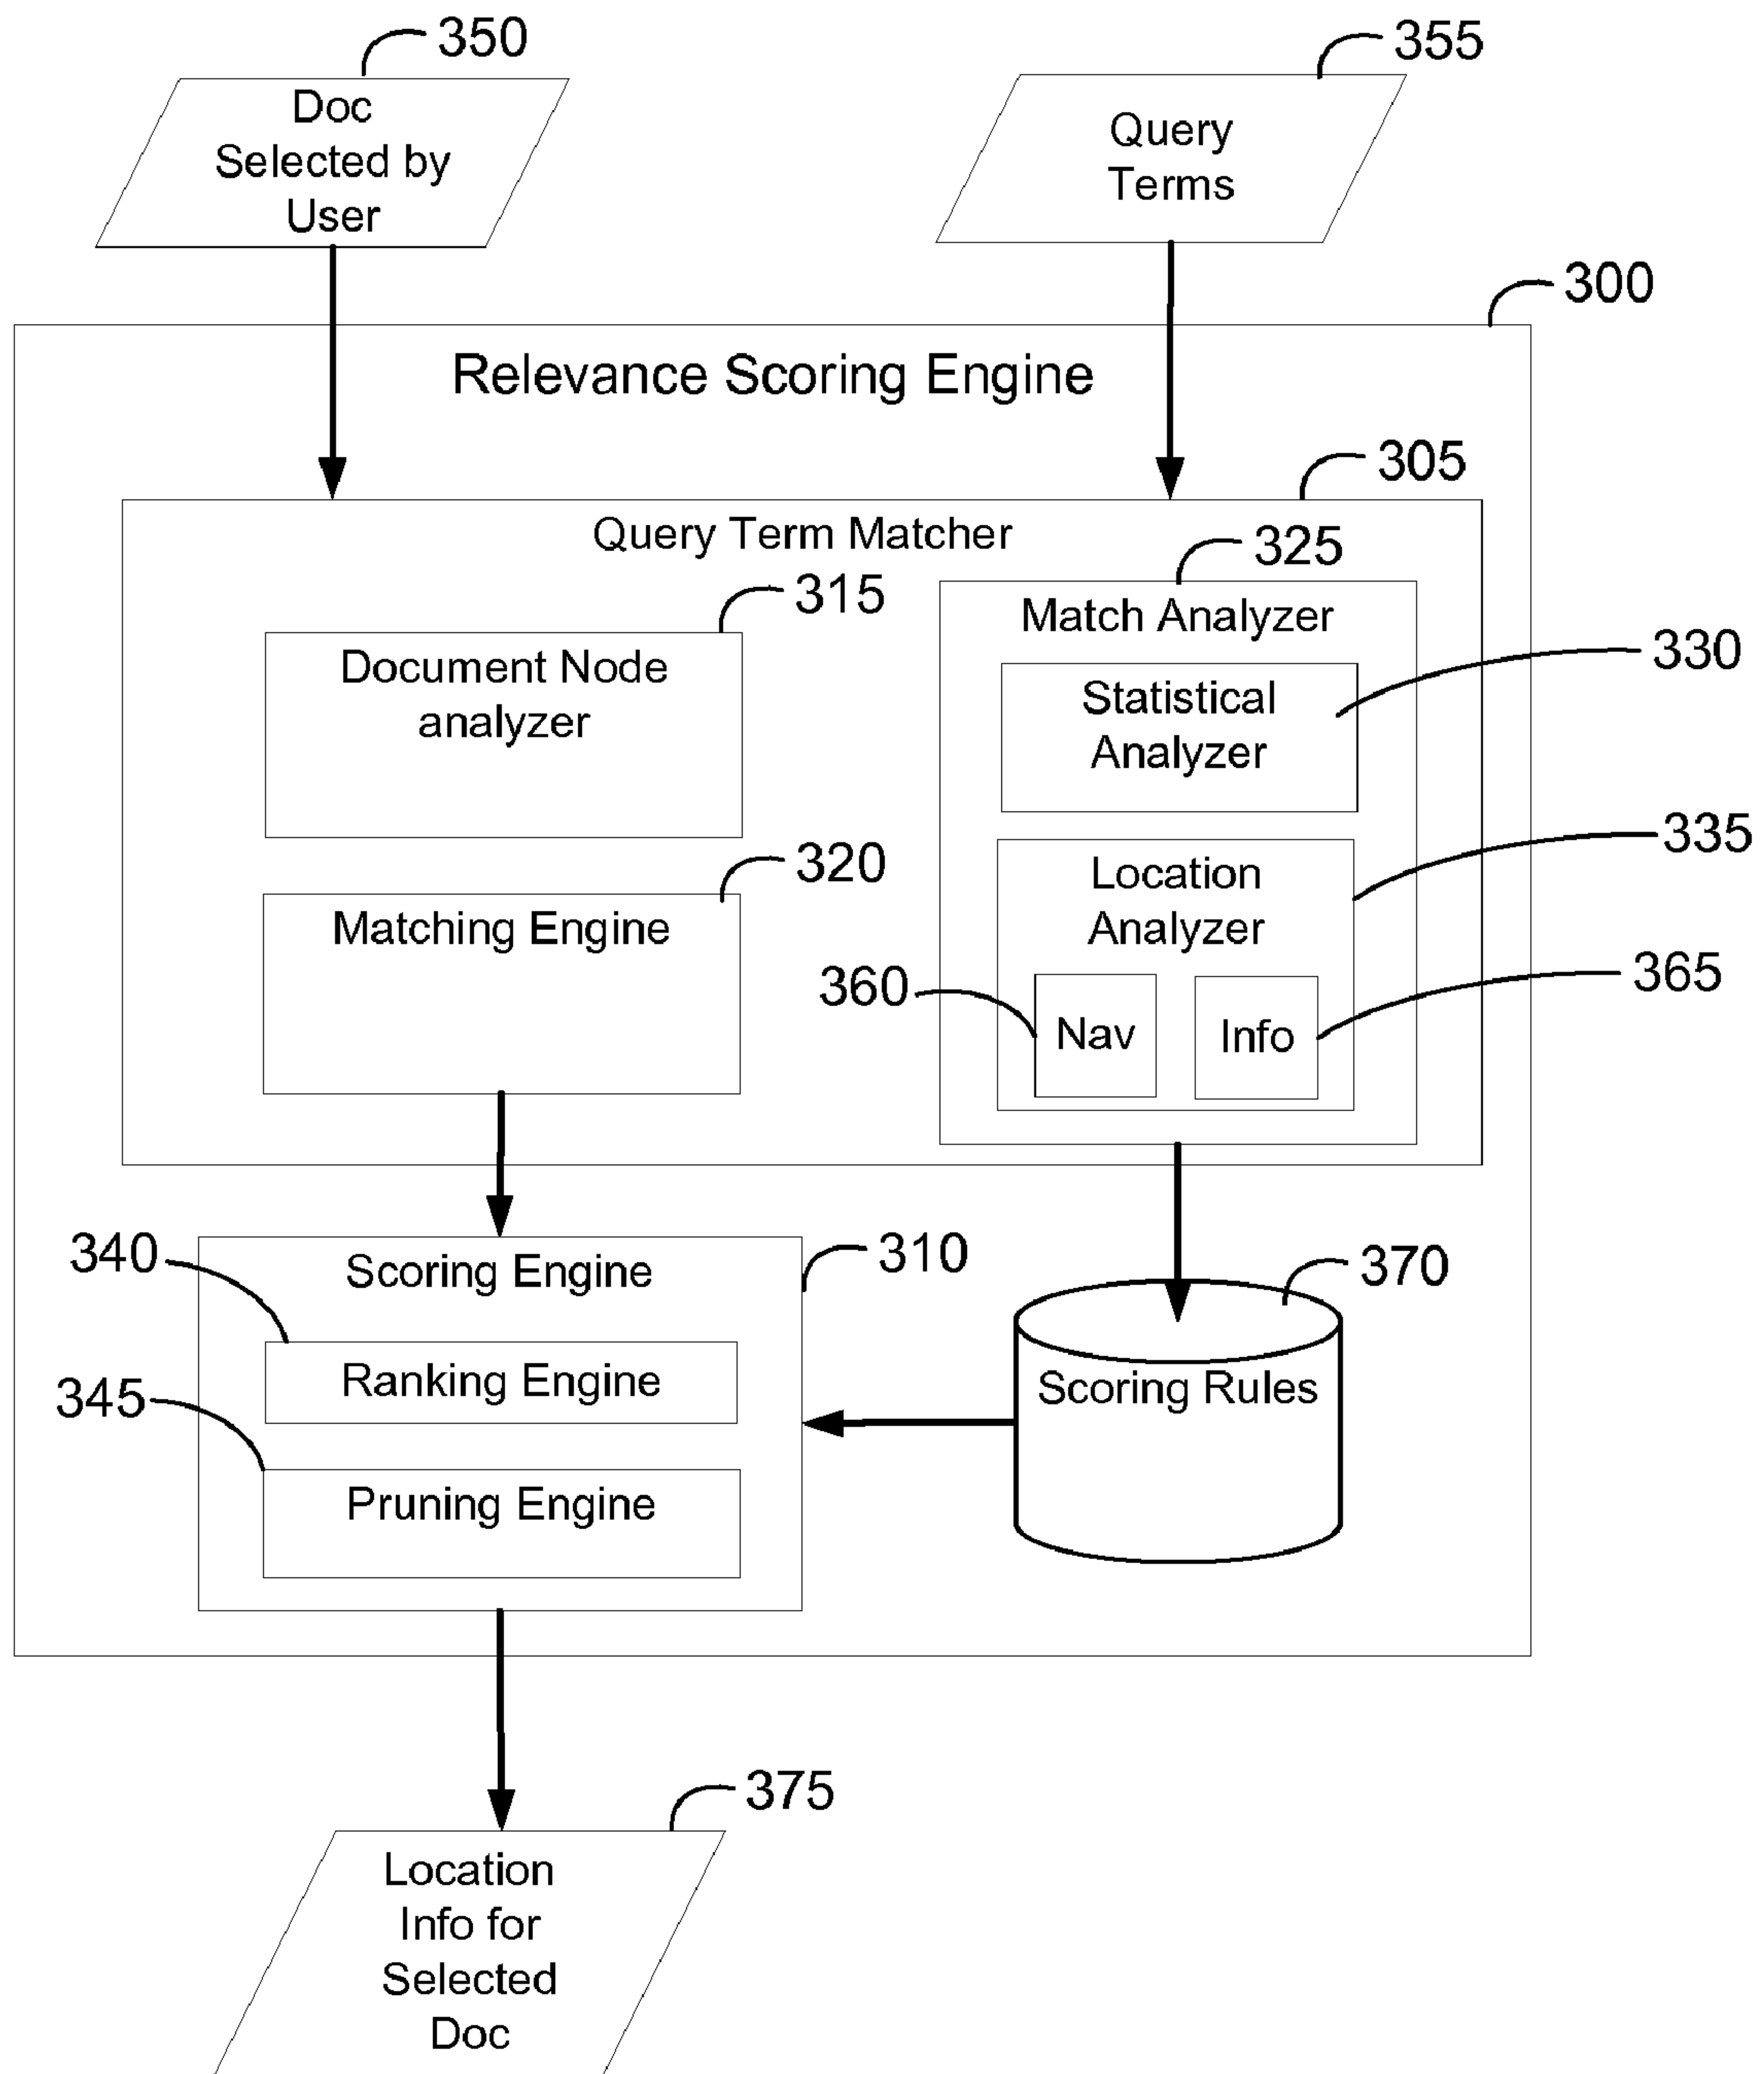 350
Doc
Selected by
User
355
Query
Terms
300
Relevance Scoring Engine
305
Query Term Matcher
315
Document Node
analyzer
320
Matching Engine
325
Match Analyzer
330
Statistical
Analyzer
335
Location
Analyzer
360
Nav
365
Info
310
Scoring Engine
340
Ranking Engine
345
Pruning Engine
370
Scoring Rules
375
Location
Info for
Selected
Doc